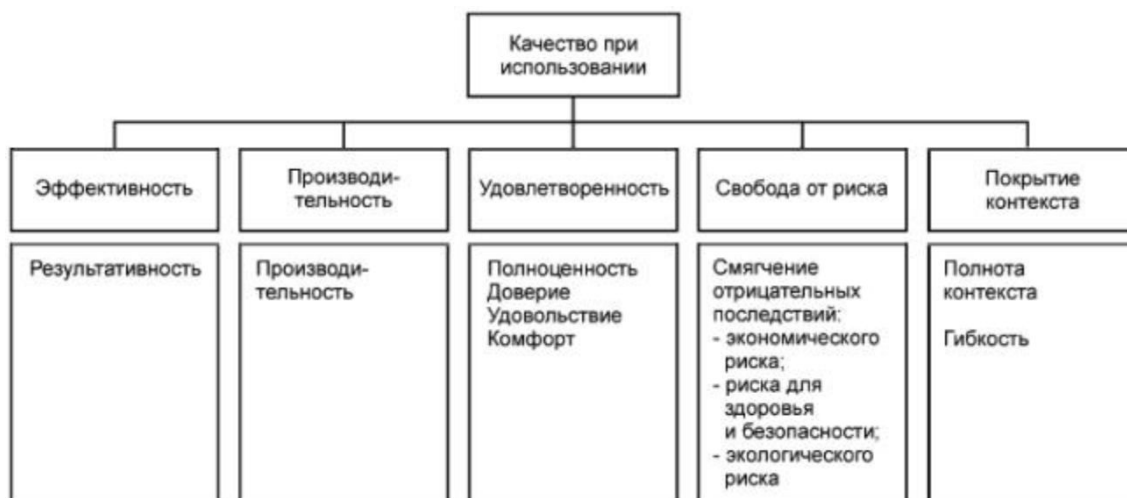 Качество при
использовании
Эффективность
Производи-
тельность
Удовлетворенность
Свобода от риска
Покрытие
контекста
Результативность
Производи-
тельность
Полноценность
Доверие
Удовольствие
Комфорт
Смягчение
отрицательных
последствий:
- экономического
риска;
- риска для
здоровья
и безопасности;
- экологического
риска
Полнота
контекста
Гибкость